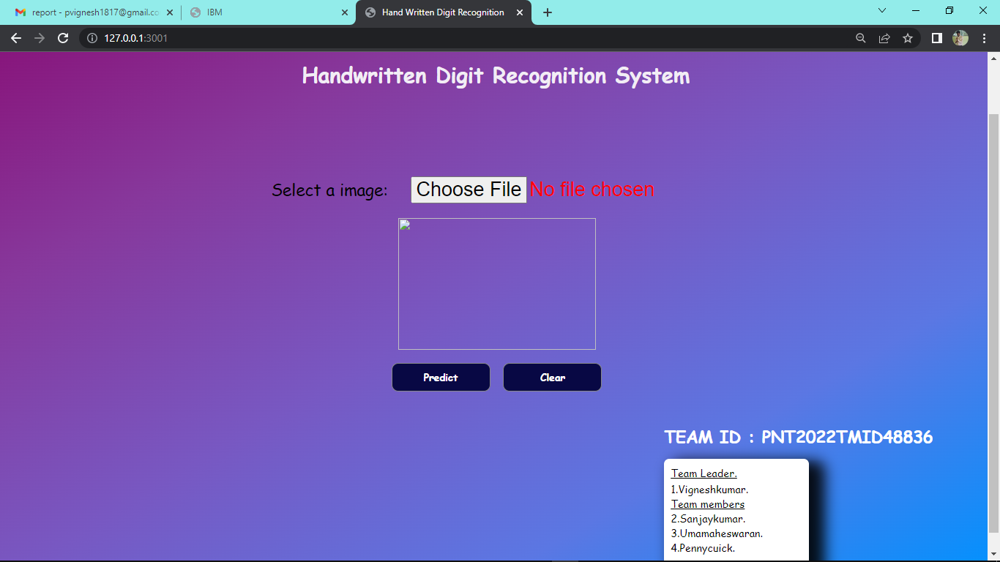 report - pvignesh1817@gmail.co
IBM
Hand Written Digit Recognition
127.0.0.1:3001
Handwritten Digit Recognition System
Select a image: Choose File No file chosen
Predict Clear
TEAM ID : PNT2022TMID48836
Team Leader.
1.Vigneshkumar.
Team members
2.Sanjaykumar.
3.Umamaheswaran.
4.Pennycuick.